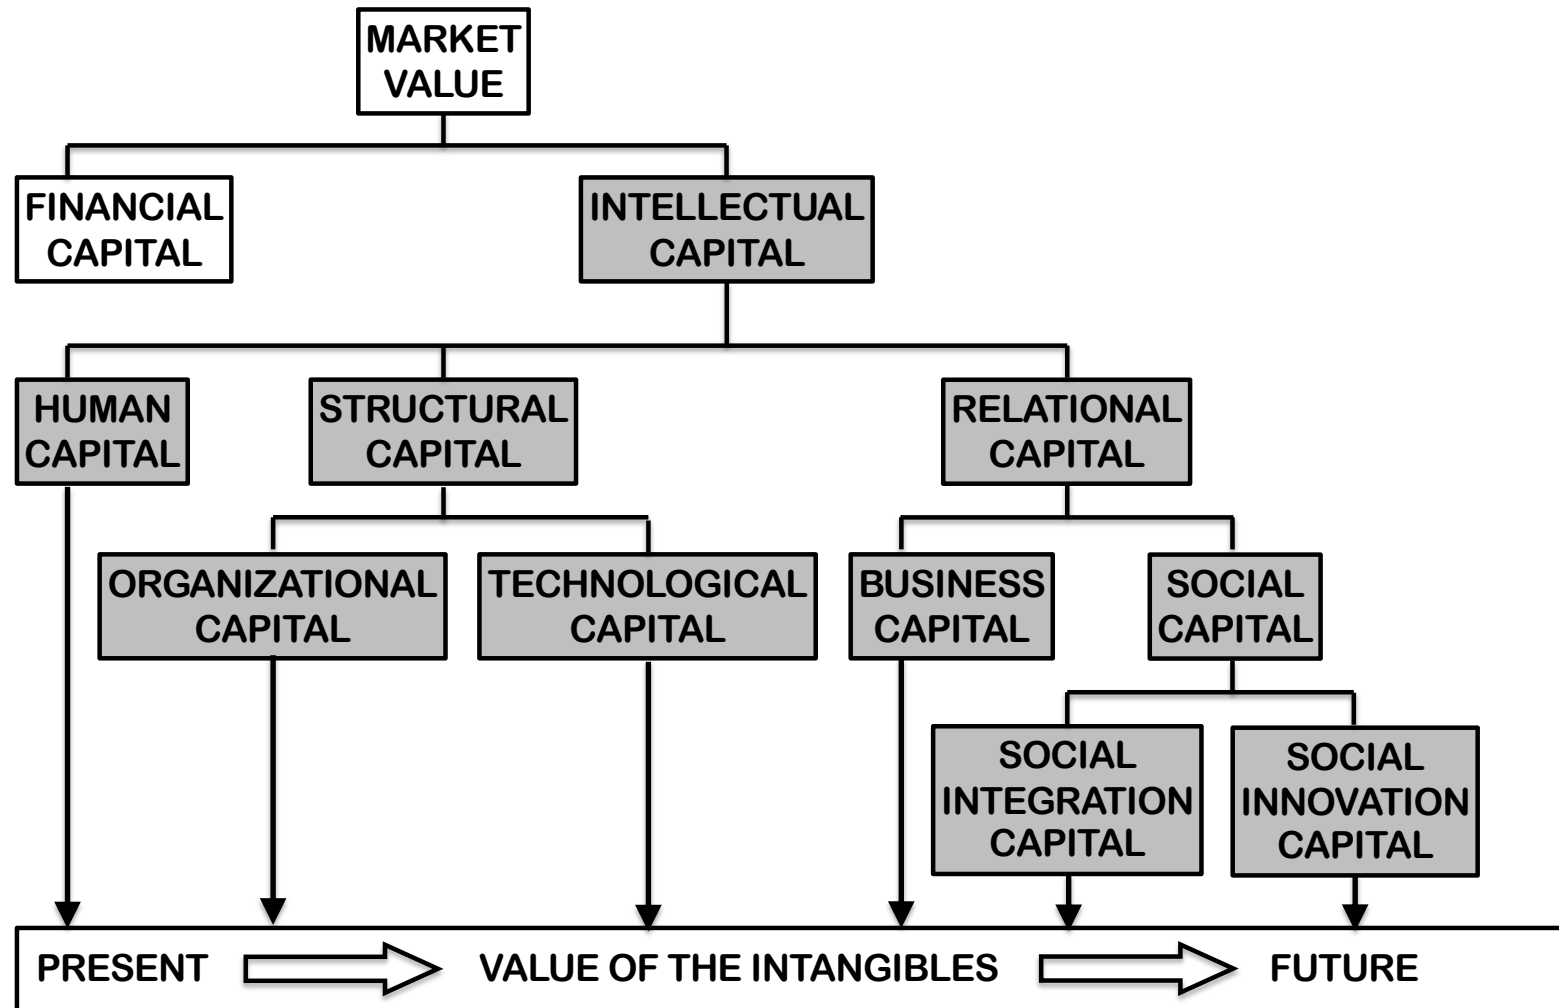 MARKET
VALUE
FINANCIAL
CAPITAL
INTELLECTUAL
CAPITAL
HUMAN
CAPITAL
STRUCTURAL
CAPITAL
RELATIONAL
CAPITAL
ORGANIZATIONAL
CAPITAL
TECHNOLOGICAL
CAPITAL
BUSINESS
CAPITAL
SOCIAL
CAPITAL
SOCIAL
INTEGRATION
CAPITAL
SOCIAL
INNOVATION
CAPITAL
PRESENT VALUE OF THE INTANGIBLES FUTURE